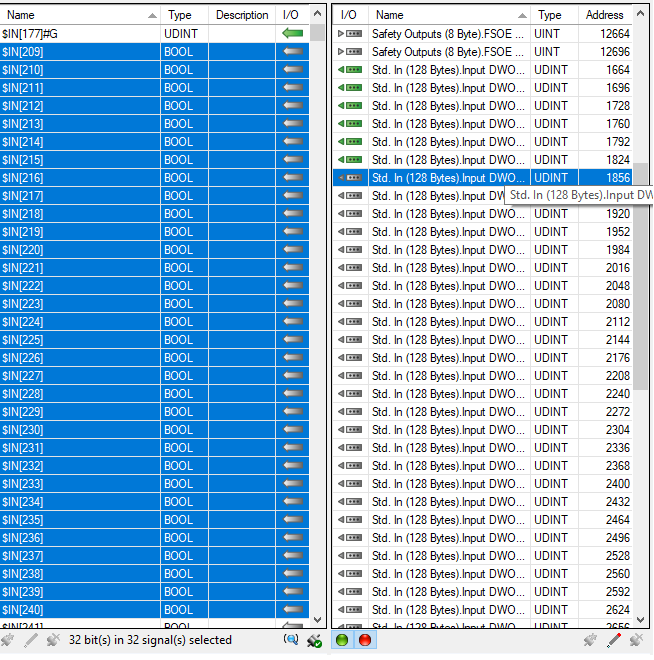 Name Type Description I/O
$IN[177]#G UDINT
$IN[209] BOOL
$IN[210] BOOL
$IN[211] BOOL
$IN[212] BOOL
$IN[213] BOOL
$IN[214] BOOL
$IN[215] BOOL
$IN[216] BOOL
$IN[217] BOOL
$IN[218] BOOL
$IN[219] BOOL
$IN[220] BOOL
$IN[221] BOOL
$IN[222] BOOL
$IN[223] BOOL
$IN[224] BOOL
$IN[225] BOOL
$IN[226] BOOL
$IN[227] BOOL
$IN[228] BOOL
$IN[229] BOOL
$IN[230] BOOL
$IN[231] BOOL
$IN[232] BOOL
$IN[233] BOOL
$IN[234] BOOL
$IN[235] BOOL
$IN[236] BOOL
$IN[237] BOOL
$IN[238] BOOL
$IN[239] BOOL
$IN[240] BOOL
$IN[241] BOOL
32 bit(s) in 32 signal(s) selected
I/O Name Type Address
Safety Outputs (8 Byte).FSOE ... UINT 12664
Safety Outputs (8 Byte).FSOE ... UINT 12696
Std. In (128 Bytes).Input DWO... UDINT 1664
Std. In (128 Bytes).Input DWO... UDINT 1696
Std. In (128 Bytes).Input DWO... UDINT 1728
Std. In (128 Bytes).Input DWO... UDINT 1760
Std. In (128 Bytes).Input DWO... UDINT 1792
Std. In (128 Bytes).Input DWO... UDINT 1824
Std. In (128 Bytes).Input DWO... UDINT 1856
Std. In (128 Bytes).Input DW
Std. In (128 Bytes).Input DW
Std. In (128 Bytes).Input DWO... UDINT 1920
Std. In (128 Bytes).Input DWO... UDINT 1952
Std. In (128 Bytes).Input DWO... UDINT 1984
Std. In (128 Bytes).Input DWO... UDINT 2016
Std. In (128 Bytes).Input DWO... UDINT 2048
Std. In (128 Bytes).Input DWO... UDINT 2080
Std. In (128 Bytes).Input DWO... UDINT 2112
Std. In (128 Bytes).Input DWO... UDINT 2144
Std. In (128 Bytes).Input DWO... UDINT 2176
Std. In (128 Bytes).Input DWO... UDINT 2208
Std. In (128 Bytes).Input DWO... UDINT 2240
Std. In (128 Bytes).Input DWO... UDINT 2272
Std. In (128 Bytes).Input DWO... UDINT 2304
Std. In (128 Bytes).Input DWO... UDINT 2336
Std. In (128 Bytes).Input DWO... UDINT 2368
Std. In (128 Bytes).Input DWO... UDINT 2400
Std. In (128 Bytes).Input DWO... UDINT 2432
Std. In (128 Bytes).Input DWO... UDINT 2464
Std. In (128 Bytes).Input DWO... UDINT 2496
Std. In (128 Bytes).Input DWO... UDINT 2528
Std. In (128 Bytes).Input DWO... UDINT 2560
Std. In (128 Bytes).Input DWO... UDINT 2592
Std. In (128 Bytes).Input DWO... UDINT 2624
Std. In (128 Bytes).Input DWO... UDINT 2656